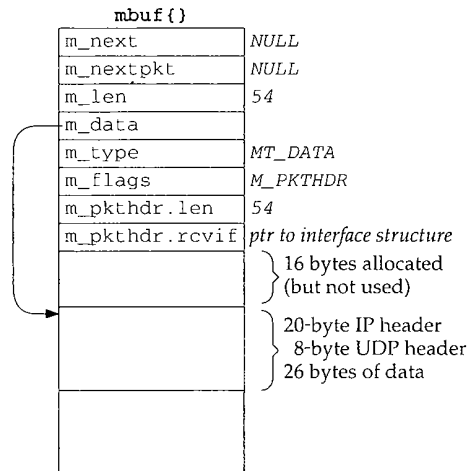 mbuf{}
m_next NULL
m_nextpkt NULL
m_len 54
m_data
m_type MT_DATA
m_flags M_PKTHDR
m_pkthdr.len 54
m_pkthdr.rcvif ptr to interface structure
16 bytes allocated
(but not used)
20-byte IP header
8-byte UDP header
26 bytes of data